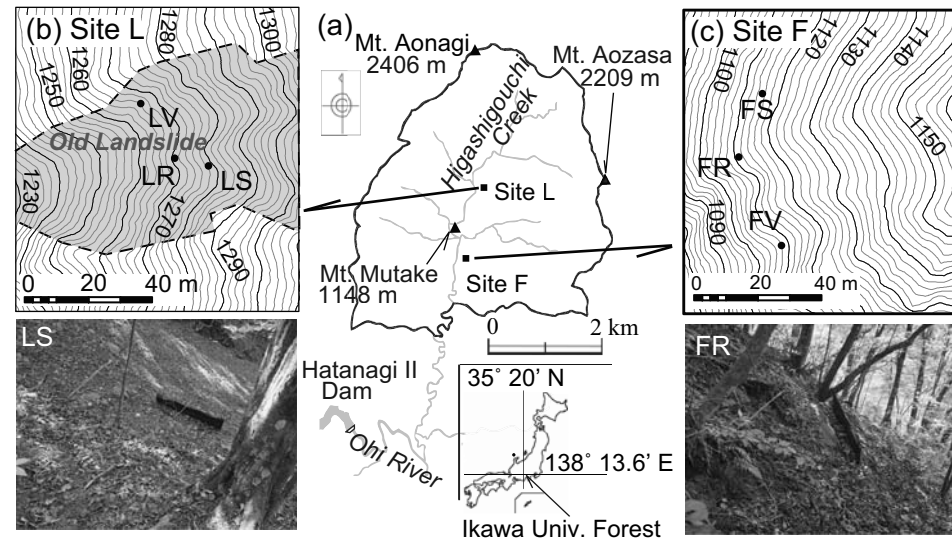 (b) Site L
1250
1260
1280
1300
LV
Old Landslide
LR
LS
1230
1270
1290
0 20 40 m
LS
(a)
Mt. Aonagi
2406 m
Mt. Aozasa
2209 m
Higashigouchi
Creek
Site L
Mt. Mutake
1148 m
Site F
0 2 km
Hatanagi II
Dam
Ohi River
35° 20’ N
138° 13.6’ E
Ikawa Univ. Forest
(c) Site F
1100
1120
1130
1140
FS
1150
FR
FV
1090
0 20 40 m
FR